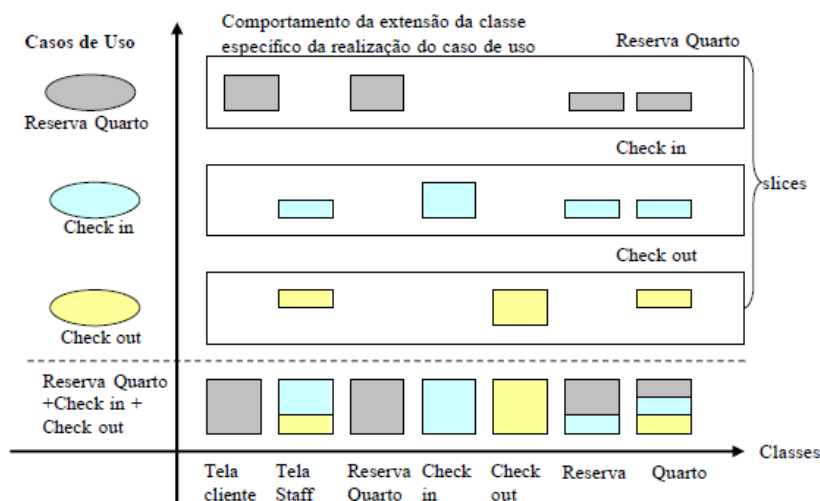 Comportamento da extensão da classe
específico da realização do caso de uso
Casos de Uso
Reserva Quarto
Reserva Quarto
Check in
slices
Check in
Check out
Check out
Reserva Quarto
+Check in +
Check out
Classes
Tela
cliente
Tela
Staff
Reserva
Quarto
Check
in
Check
out
Reserva
Quarto